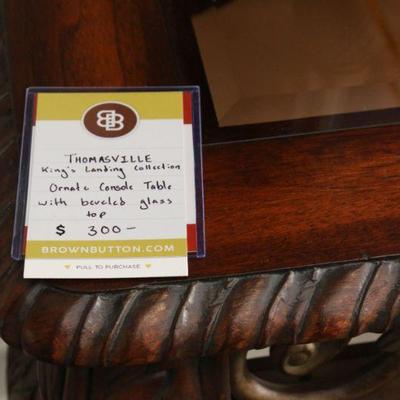 BB
THOMASVILLE
King's Landing Collection
Ornate Console Table
with beveled glass
top
$ 300-
BROWNBUTTON.COM
PULL TO PURCHASE